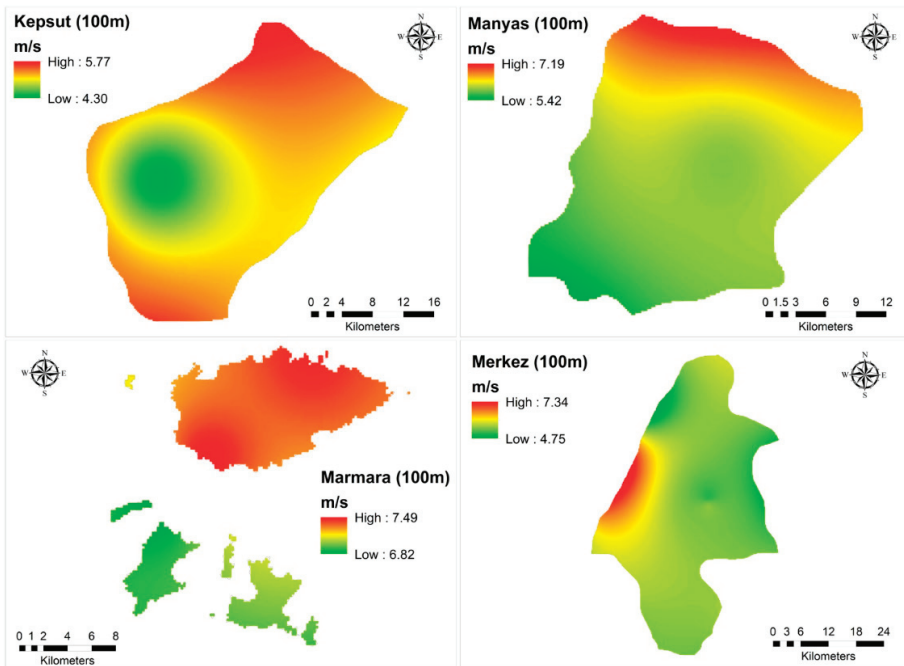 Kepsut (100m)
m/s
High : 5.77
Low : 4.30
N
W E
S
0 2 4 8 12 16
Kilometers
Manyas (100m)
m/s
High : 7.19
Low : 5.42
N
W E
S
0 1.5 3 6 9 12
Kilometers
N
W E
S
Marmara (100m)
m/s
High : 7.49
Low : 6.82
0 1 2 4 6 8
Kilometers
Merkez (100m)
m/s
High : 7.34
Low : 4.75
N
W E
S
0 3 6 12 18 24
Kilometers